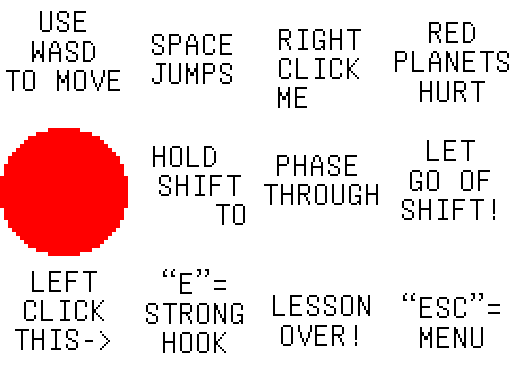 USE
WASD
TO MOVE
SPACE
JUMPS
RIGHT
CLICK
ME
RED
PLANETS
HURT
HOLD
SHIFT
TO
PHASE
THROUGH
LET
GO OF
SHIFT!
LEFT
CLICK
THIS->
“E”=
STRONG
HOOK
LESSON
OVER!
“ESC”=
MENU